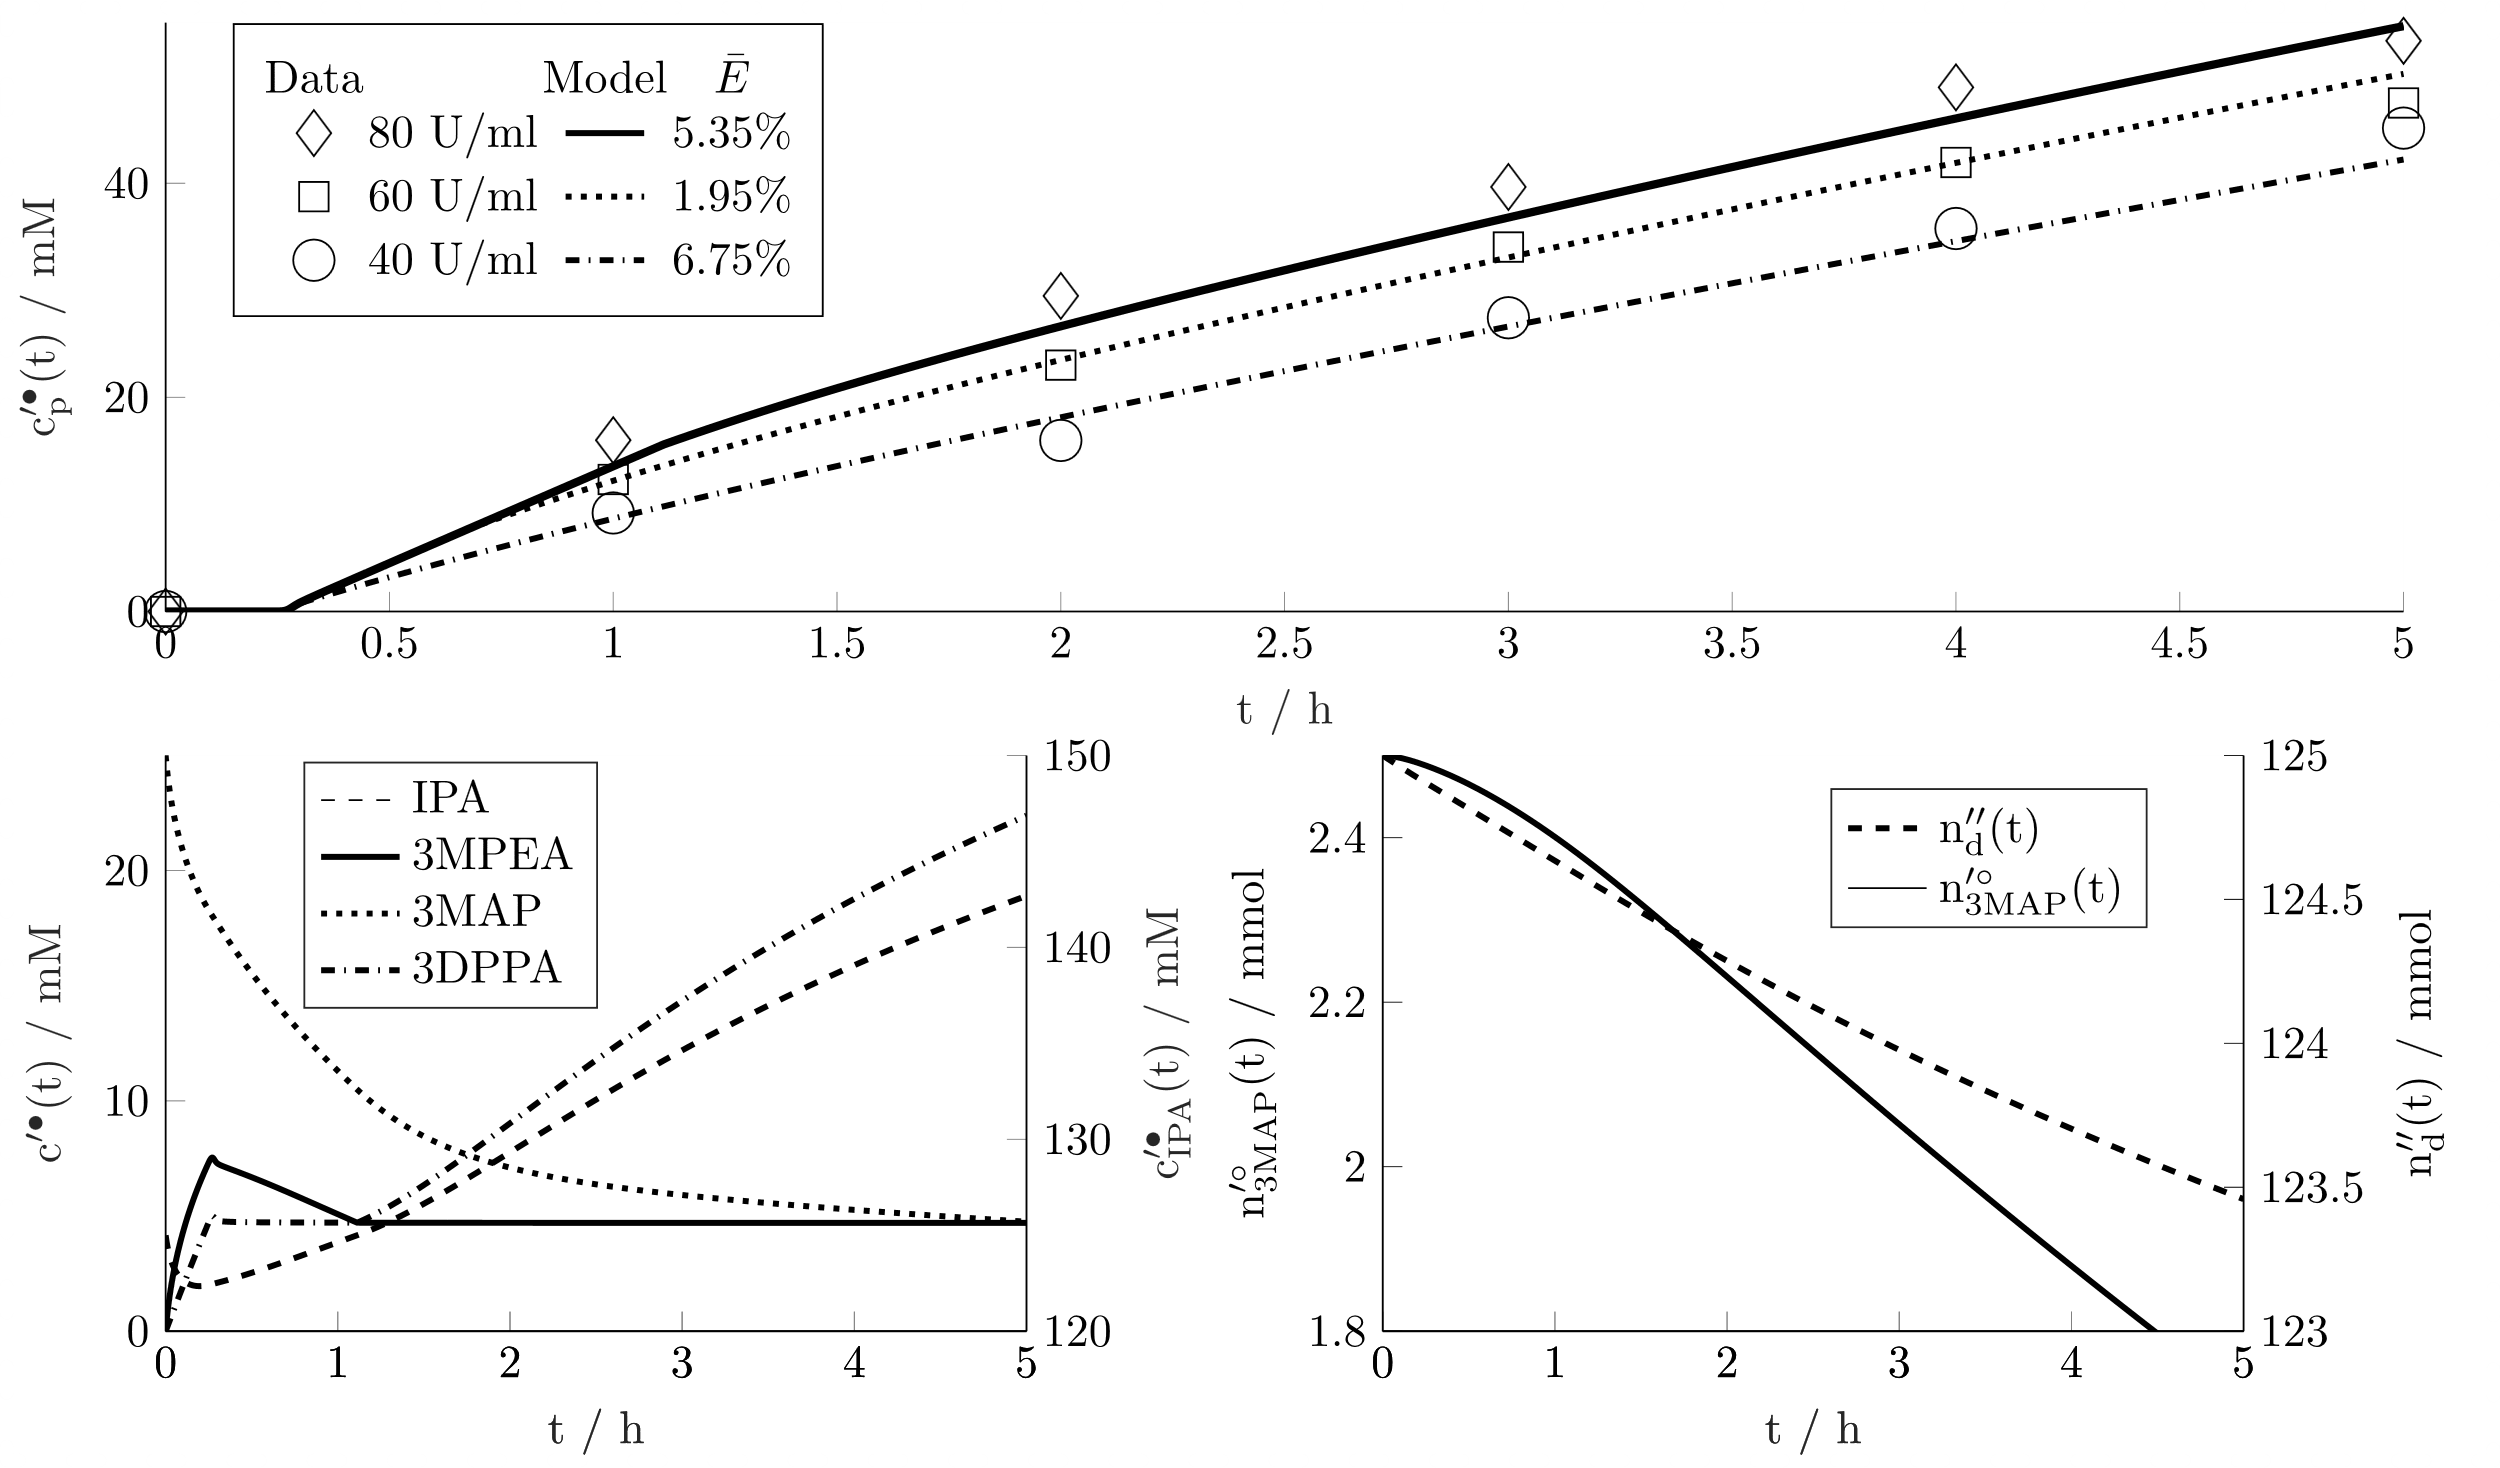 Data Model Ē
80 U/ml 5.35%
60 U/ml 1.95%
40 U/ml 6.75%
c′•p(t) / mM
40
20
0
0 0.5 1 1.5 2 2.5 3 3.5 4 4.5 5
t / h
IPA
3MPEA
3MAP
3DPPA
c′•(t) / mM
20
10
0
0 1 2 3 4 5
t / h
150
140
130
120
c′•IPA(t) / mM
n″d(t)
n′°3MAP(t)
n′°3MAP(t) / mmol
2.4
2.2
2
1.8
0 1 2 3 4 5
t / h
125
124.5
124
123.5
123
n″d(t) / mmol